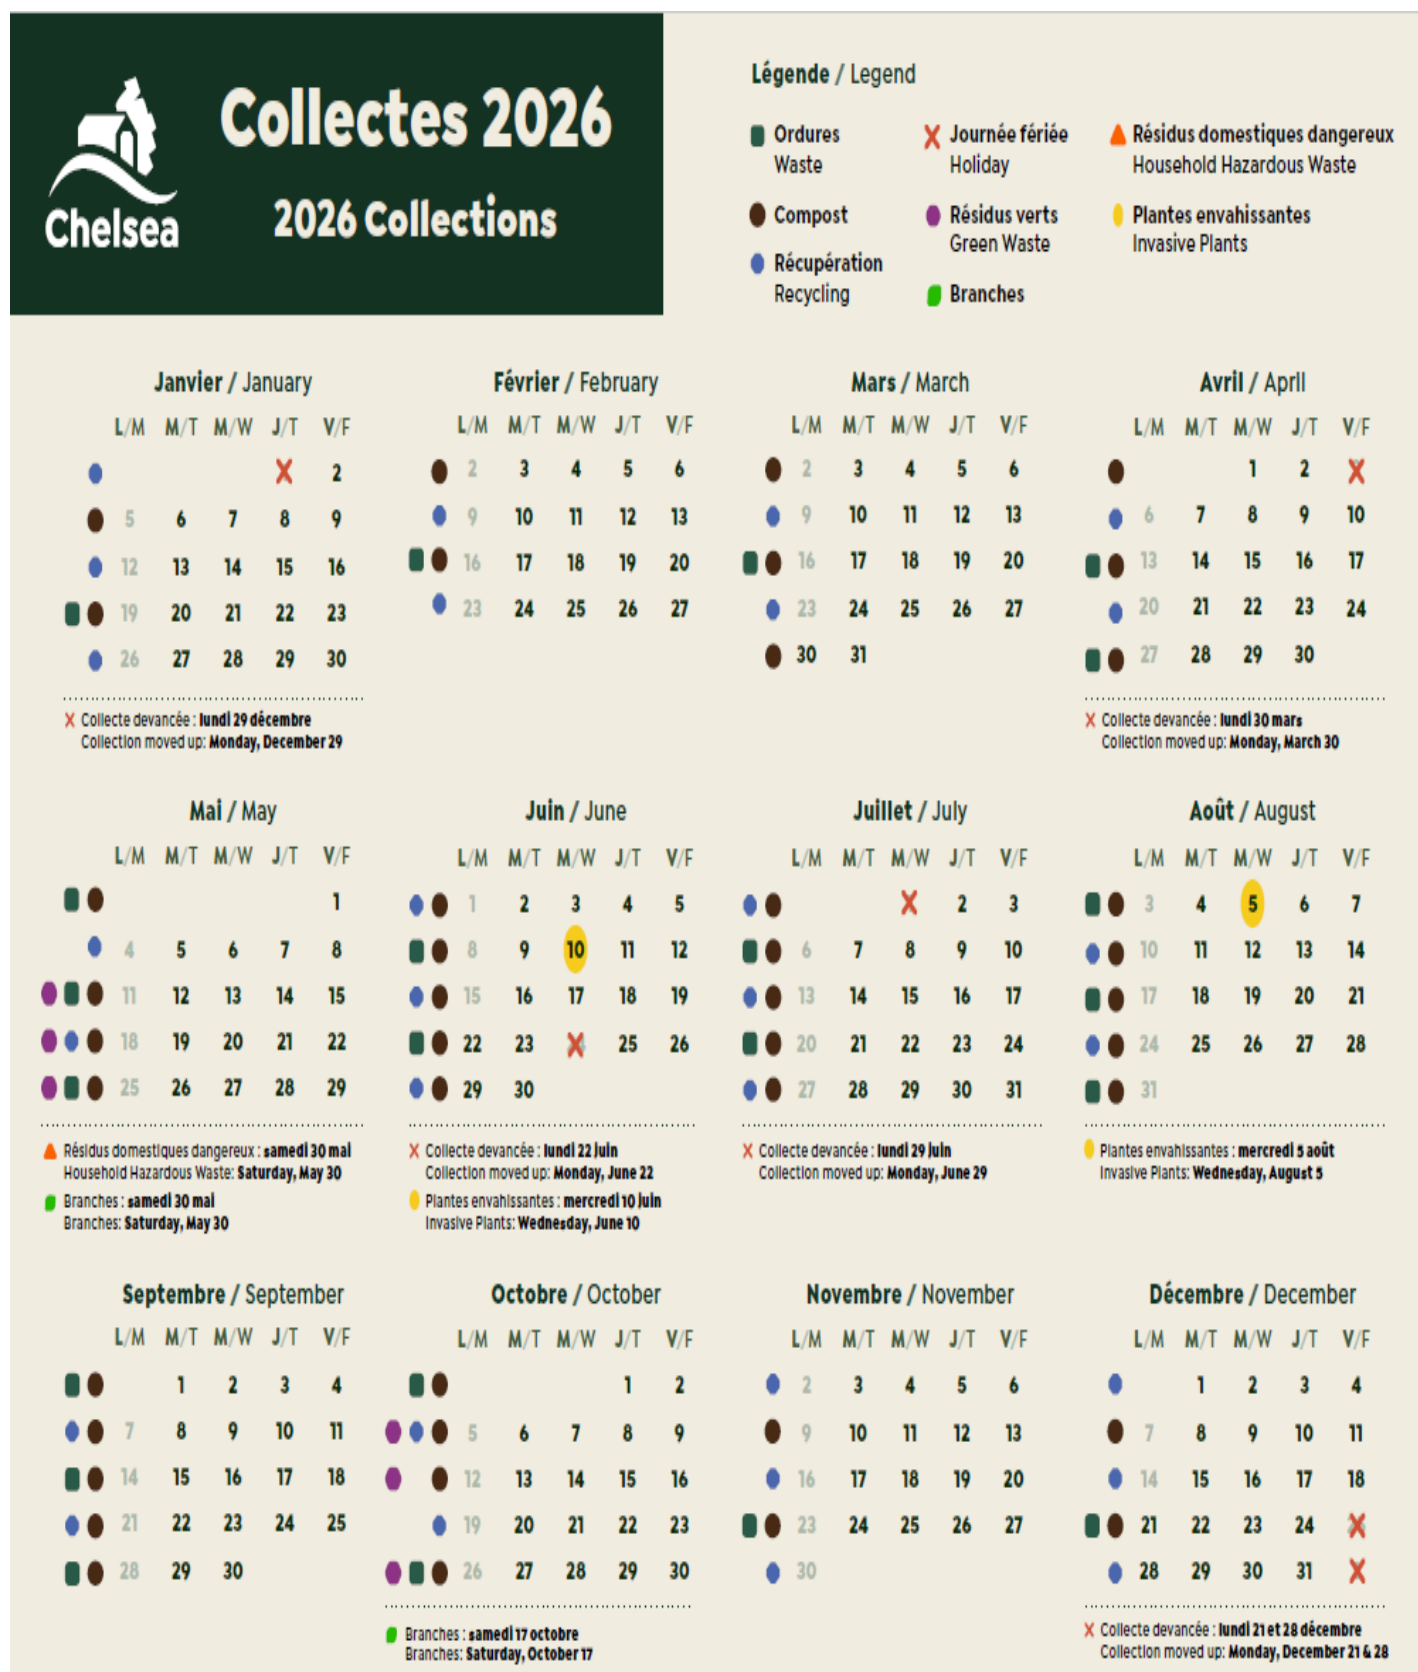 Chelsea
Collectes 2026
2026 Collections
Légende / Legend
Ordures
Waste
Compost
Récupération
Recycling
Journée fériée
Holiday
Résidus verts
Green Waste
Branches
Résidus domestiques dangereux
Household Hazardous Waste
Plantes envahissantes
Invasive Plants
Janvier / January
L/M M/T M/W J/T V/F
2
5 6 7 8 9
12 13 14 15 16
19 20 21 22 23
26 27 28 29 30
Collecte devancée : lundi 29 décembre
Collection moved up: Monday, December 29
Février / February
L/M M/T M/W J/T V/F
2 3 4 5 6
9 10 11 12 13
16 17 18 19 20
23 24 25 26 27
Mars / March
L/M M/T M/W J/T V/F
2 3 4 5 6
9 10 11 12 13
16 17 18 19 20
23 24 25 26 27
30 31
Avril / April
L/M M/T M/W J/T V/F
1 2
6 7 8 9 10
13 14 15 16 17
20 21 22 23 24
27 28 29 30
Collecte devancée : lundi 30 mars
Collection moved up: Monday, March 30
Mai / May
L/M M/T M/W J/T V/F
1
4 5 6 7 8
11 12 13 14 15
18 19 20 21 22
25 26 27 28 29
Résidus domestiques dangereux : samedi 30 mai
Household Hazardous Waste: Saturday, May 30
Branches : samedi 30 mai
Branches: Saturday, May 30
Juin / June
L/M M/T M/W J/T V/F
1 2 3 4 5
8 9 10 11 12
15 16 17 18 19
22 23 25 26
29 30
Collecte devancée : lundi 22 juin
Collection moved up: Monday, June 22
Plantes envahissantes : mercredi 10 juin
Invasive Plants: Wednesday, June 10
Juillet / July
L/M M/T M/W J/T V/F
2 3
6 7 8 9 10
13 14 15 16 17
20 21 22 23 24
27 28 29 30 31
Collecte devancée : lundi 29 juin
Collection moved up: Monday, June 29
Août / August
L/M M/T M/W J/T V/F
3 4 5 6 7
10 11 12 13 14
17 18 19 20 21
24 25 26 27 28
31
Plantes envahissantes : mercredi 5 août
Invasive Plants: Wednesday, August 5
Septembre / September
L/M M/T M/W J/T V/F
1 2 3 4
7 8 9 10 11
14 15 16 17 18
21 22 23 24 25
28 29 30
Octobre / October
L/M M/T M/W J/T V/F
1 2
5 6 7 8 9
12 13 14 15 16
19 20 21 22 23
26 27 28 29 30
Branches : samedi 17 octobre
Branches: Saturday, October 17
Novembre / November
L/M M/T M/W J/T V/F
2 3 4 5 6
9 10 11 12 13
16 17 18 19 20
23 24 25 26 27
30
Décembre / December
L/M M/T M/W J/T V/F
1 2 3 4
7 8 9 10 11
14 15 16 17 18
21 22 23 24
28 29 30 31
Collecte devancée : lundi 21 et 28 décembre
Collection moved up: Monday, December 21 & 28